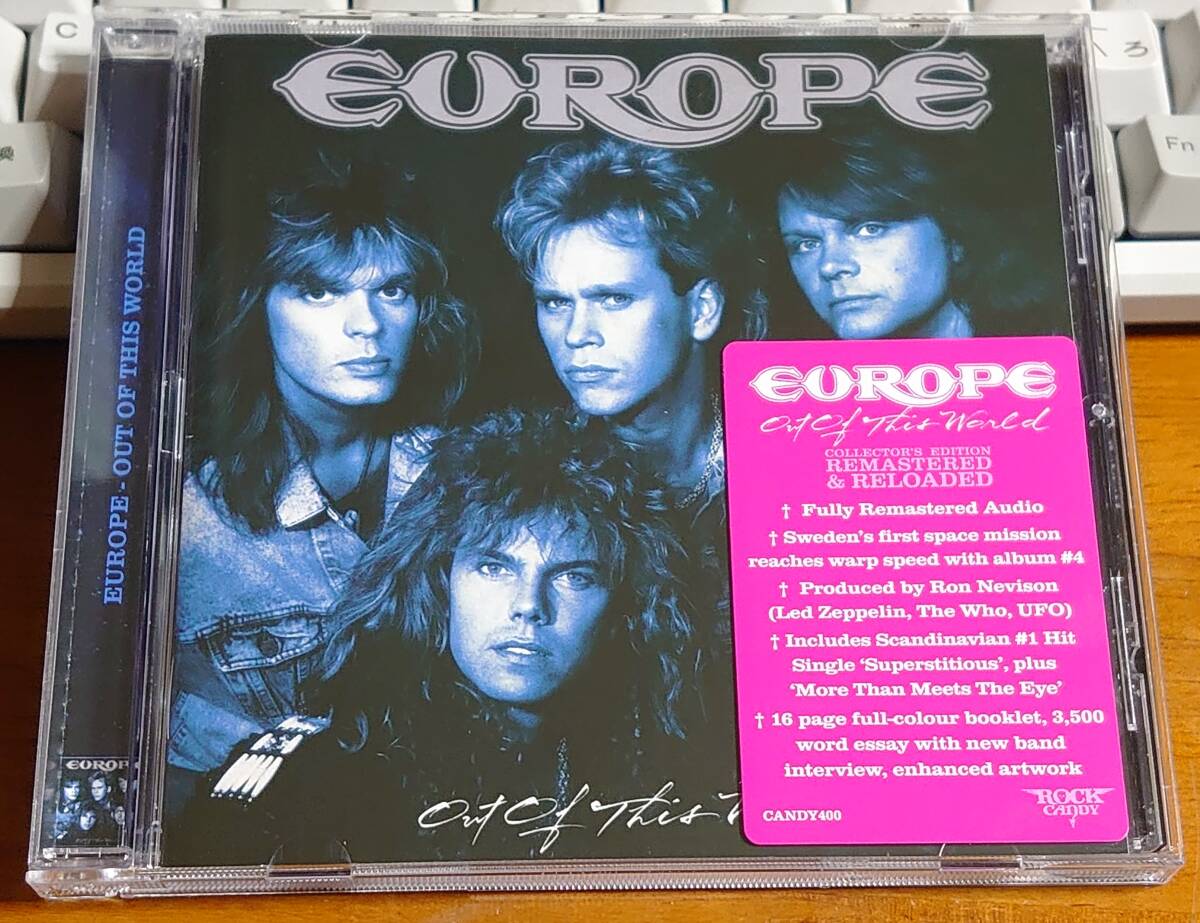 C
ろ
Fn
EUROPE
EUROPE - OUT OF THIS WORLD
EUROPE
Out Of This World
COLLECTOR'S EDITION
REMASTERED
& RELOADED
† Fully Remastered Audio
† Sweden's first space mission
reaches warp speed with album #4
† Produced by Ron Nevison
(Led Zeppelin, The Who, UFO)
† Includes Scandinavian #1 Hit
Single ‘Superstitious’, plus
‘More Than Meets The Eye’
† 16 page full-colour booklet, 3,500
word essay with new band
interview, enhanced artwork
CANDY400
ROCK
CANDY
Out Of This W
EUROP